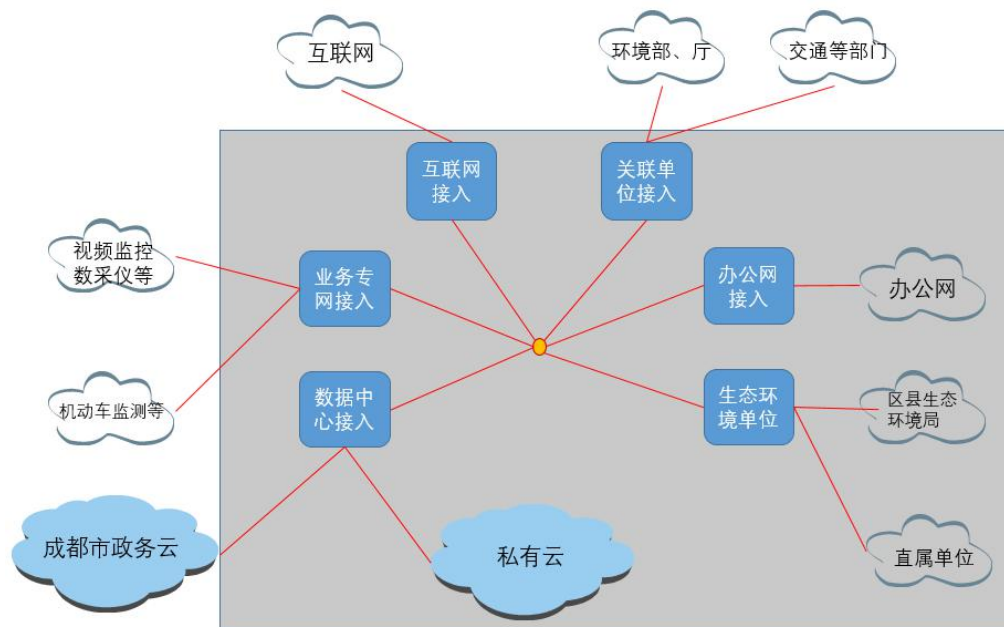 互联网
环境部、厅
交通等部门
互联网
接入
关联单
位接入
视频监控
数采仪等
业务专
网接入
办公网
接入
办公网
机动车监测等
数据中
心接入
生态环
境单位
区县生态
环境局
成都市政务云
私有云
直属单位